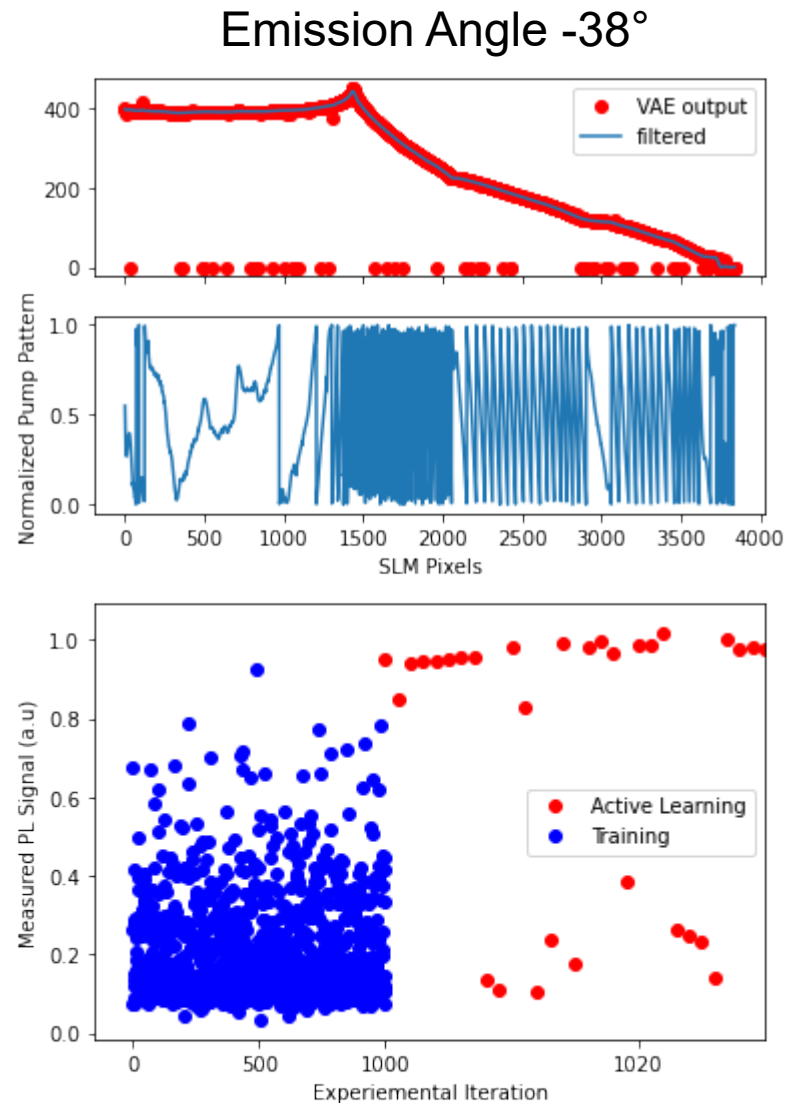 Emission Angle -38°
400
200
0
VAE output
filtered
Normalized Pump Pattern
1.0
0.5
0.0
0 500 1000 1500 2000 2500 3000 3500 4000
SLM Pixels
Measured PL Signal (a.u)
1.0
0.8
0.6
0.4
0.2
0.0
Active Learning
Training
0 500 1000 1020
Experiemental Iteration